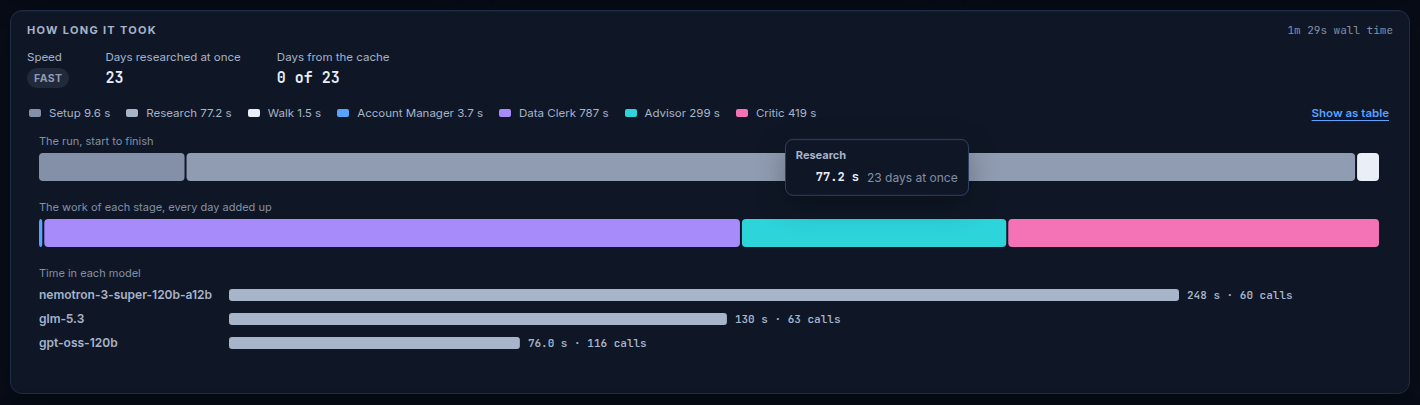 HOW LONG IT TOOK
1m 29s wall time
Speed
Days researched at once
Days from the cache
FAST
23
0 of 23
Setup 9.6 s
Research 77.2 s
Walk 1.5 s
Account Manager 3.7 s
Data Clerk 787 s
Advisor 299 s
Critic 419 s
Show as table
The run, start to finish
Research
77.2 s 23 days at once
The work of each stage, every day added up
Time in each model
nemotron-3-super-120b-a12b 248 s · 60 calls
glm-5.3 130 s · 63 calls
gpt-oss-120b 76.0 s · 116 calls